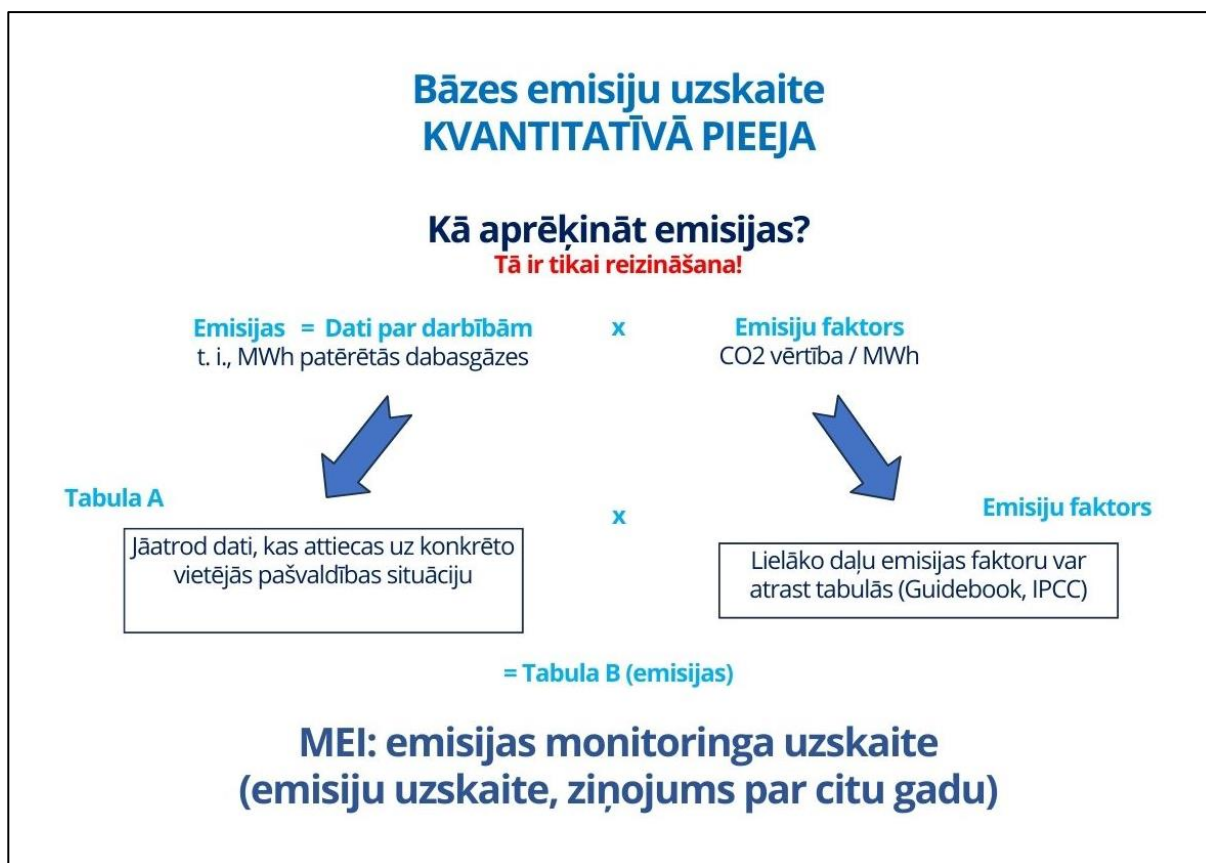 Bāzes emisiju uzskaite
KVANTITATĪVĀ PIEEJA
Kā aprēķināt emisijas?
Tā ir tikai reizināšana!
Emisijas = Dati par darbībām x Emisiju faktors
t. i., MWh patērētās dabasgāzes CO2 vērtība / MWh
Tabula A
Jāatrod dati, kas attiecas uz konkrēto
vietējās pašvaldības situāciju
x
Emisiju faktors
Lielāko daļu emisijas faktoru var
atrast tabulās (Guidebook, IPCC)
= Tabula B (emisijas)
MEI: emisijas monitoringa uzskaite
(emisiju uzskaite, ziņojums par citu gadu)